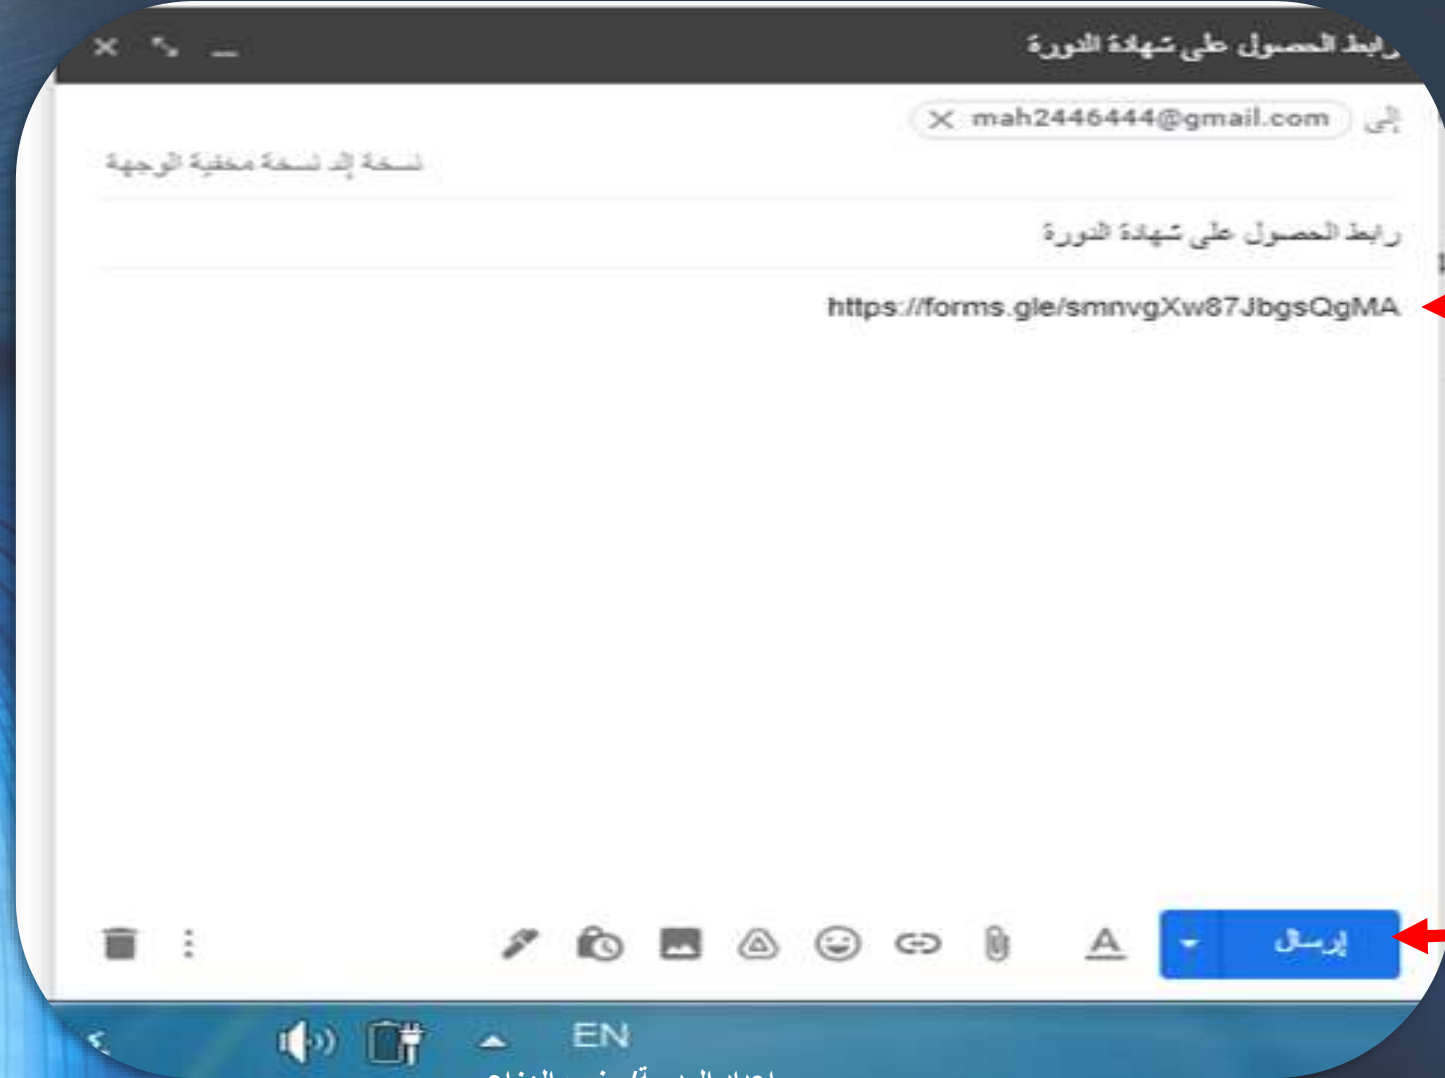 رابط الحصول على شهادة الدورة
إلى mah2446444@gmail.com
نسخة إلد نسخة مخفية الوجهة
رابط الحصول على شهادة الدورة
https://forms.gle/smnvgXw87JbgsQgMA
إرسال
EN